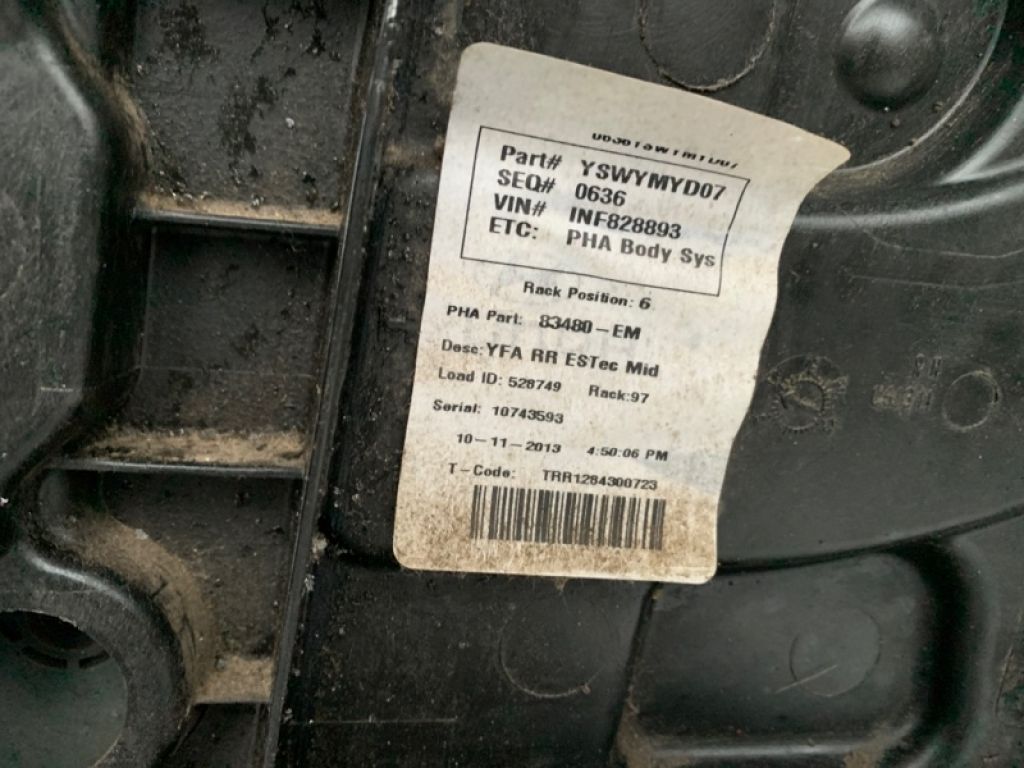 0636YSWYMYD07
Part# YSWYMYD07
SEQ# 0636
VIN# INF828893
ETC: PHA Body Sys
Rack Position: 6
PHA Part: 83480-EM
Desc: YFA RR ESTec Mid
Load ID: 528749 Rack:97
Serial: 10743593
10-11-2013 4:50:06 PM
T-Code: TRR1284300723